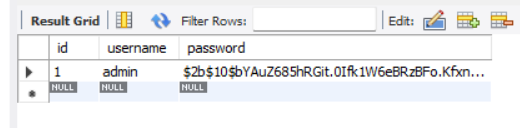 Result Grid Filter Rows: Edit:
id username password
1 admin $2b$10$bYAuZ685hRGit.0Ifk1W6eBRzBFo.Kfxn...
NULL NULL NULL